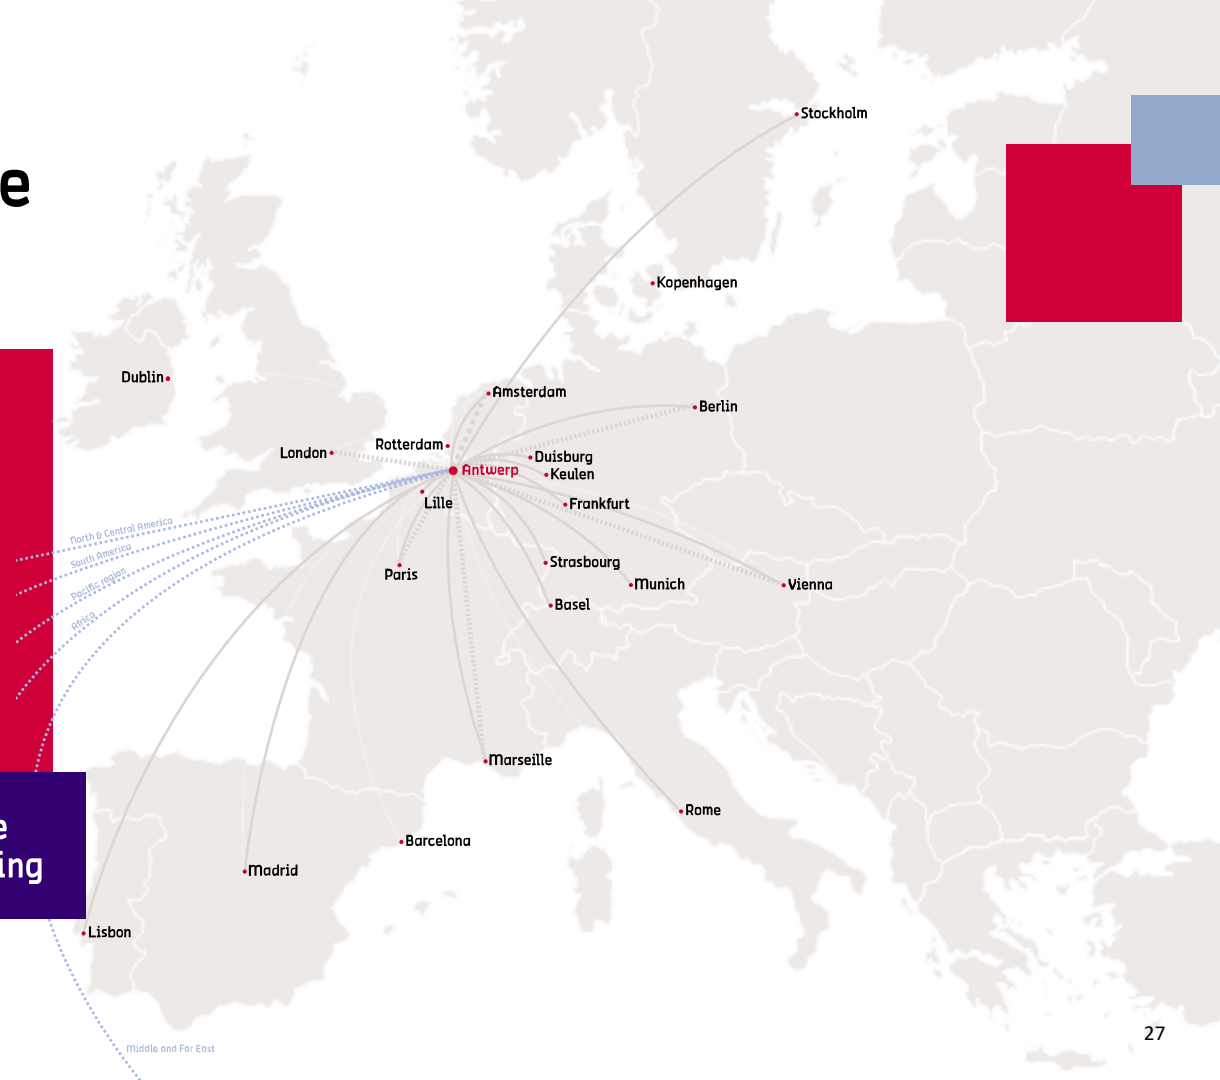 e
Stockholm
Kopenhagen
Dublin
Amsterdam
Berlin
Rotterdam
London
Duisburg
Antwerp
Keulen
Lille
Frankfurt
North & Central America
South America
Pacific region
Africa
Strasbourg
Paris
Munich
Vienna
Basel
Marseille
Rome
e
ing
Barcelona
Madrid
Lisbon
Middle and Far East
27